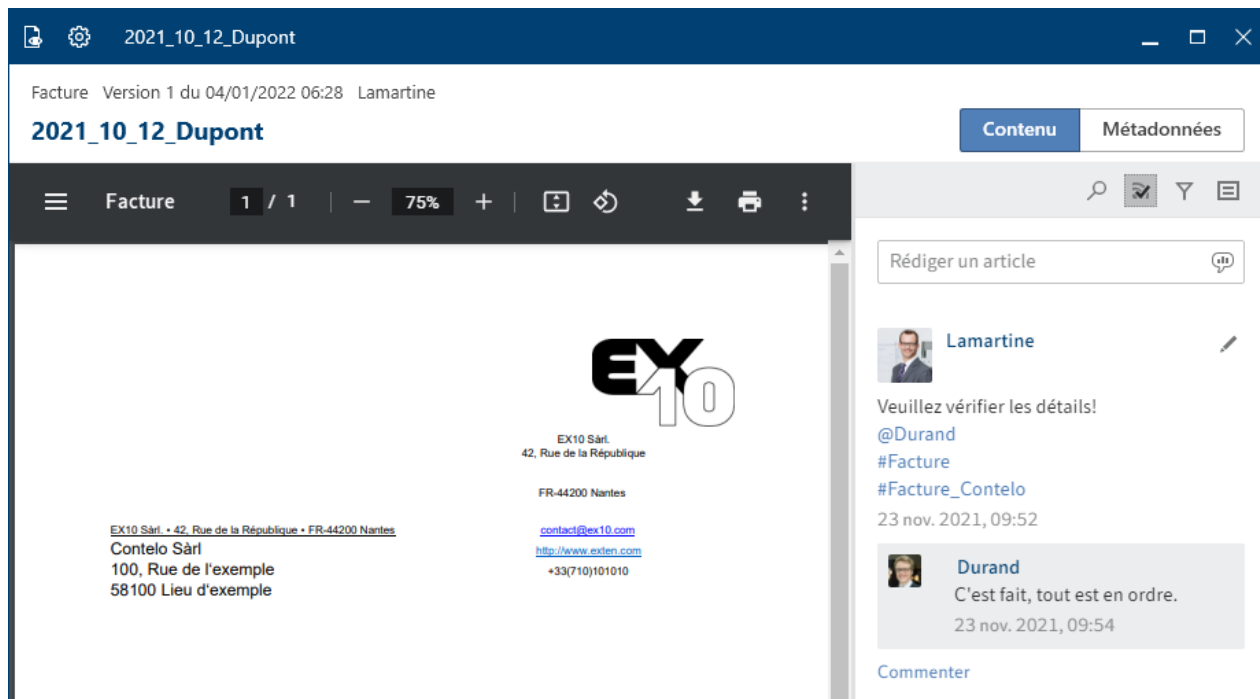 2021_10_12_Dupont
Facture Version 1 du 04/01/2022 06:28 Lamartine
2021_10_12_Dupont
Contenu Métadonnées
Facture 1 / 1 75%
EX10
EX10 Sàrl.
42, Rue de la République
FR-44200 Nantes
EX10 Sàrl. • 42, Rue de la République • FR-44200 Nantes
Contelo Sàrl
100, Rue de l'exemple
58100 Lieu d'exemple
contact@ex10.com
http://www.exten.com
+33(710)101010
Rédiger un article
Lamartine
Veuillez vérifier les détails!
@Durand
#Facture
#Facture_Contelo
23 nov. 2021, 09:52
Durand
C'est fait, tout est en ordre.
23 nov. 2021, 09:54
Commenter